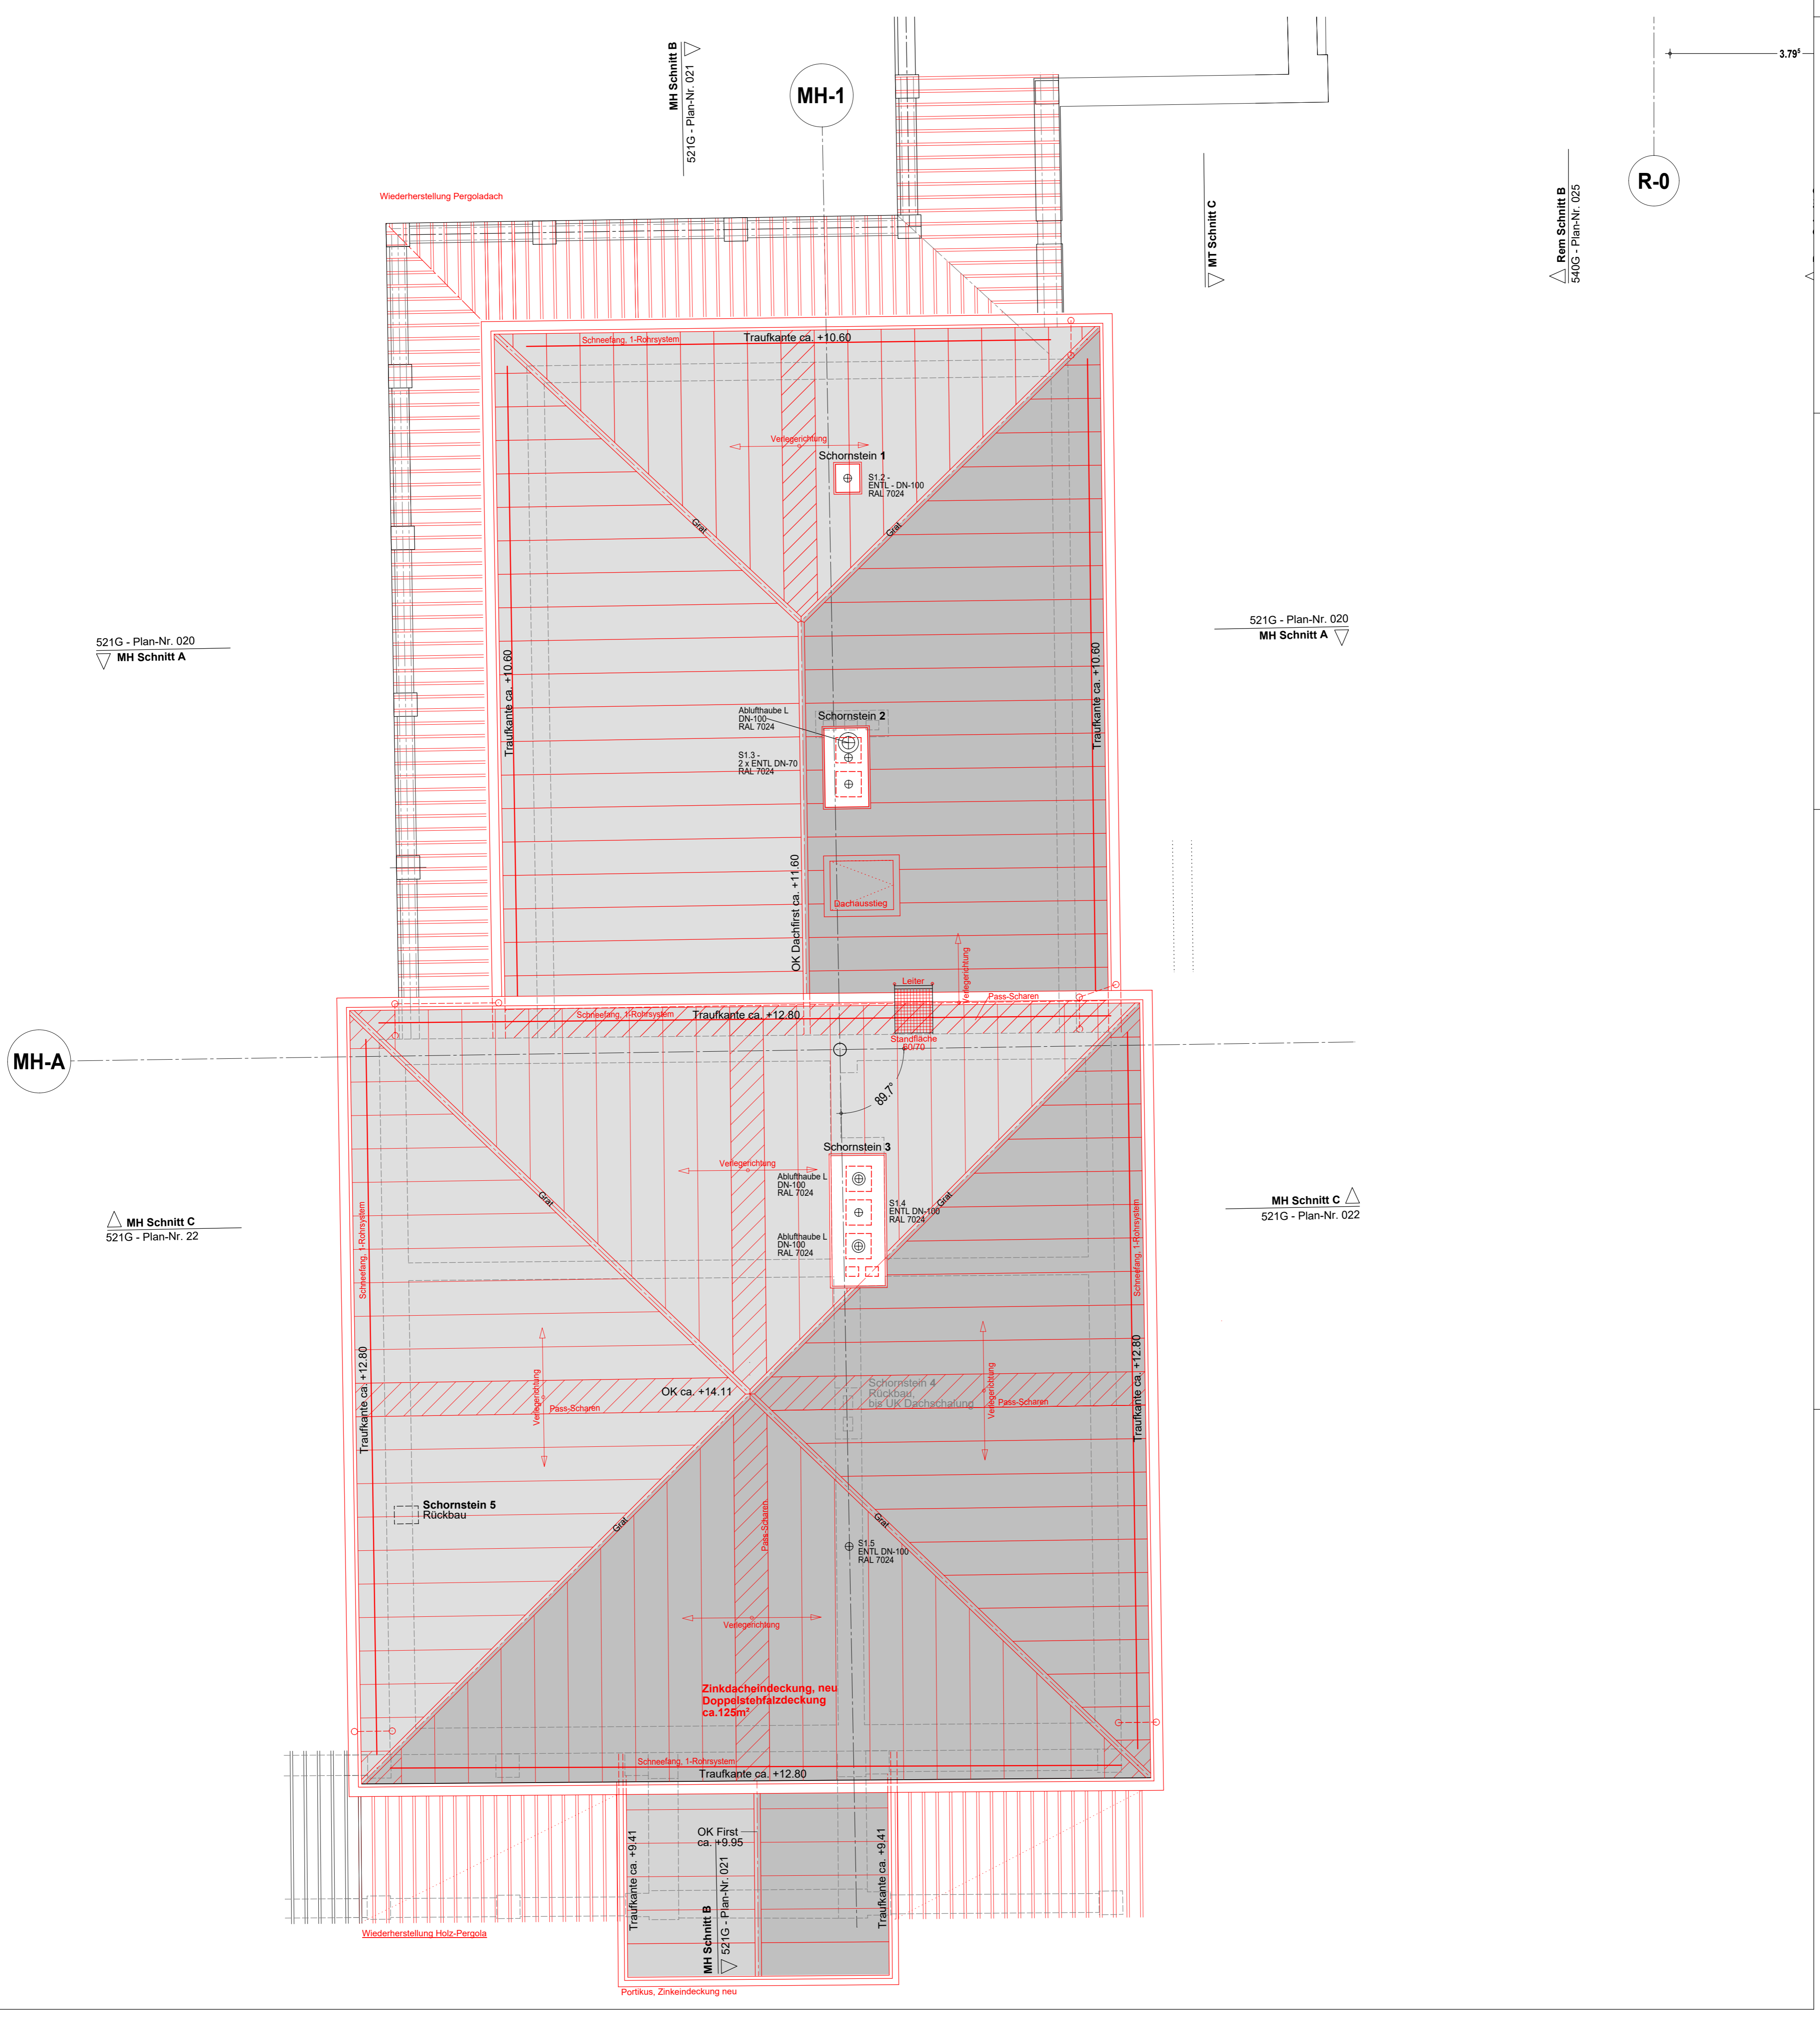 MH Schnitt B
521G - Plan-Nr. 021
MH-1
3.79⁵
R-0
Wiederherstellung Pergoladach
MT Schnitt C
Rem Schnitt B
540G - Plan-Nr. 025
Schneefang, 1-Rohrsystem
Traufkante ca. +10.60
Verlegerichtung
Schornstein 1
S1.2 -
ENTL - DN-100
RAL 7024
Grat
Grat
521G - Plan-Nr. 020
MH Schnitt A
521G - Plan-Nr. 020
MH Schnitt A
Traufkante ca. +10.60
Traufkante ca. +10.60
Ablufthaube L
DN-100
RAL 7024
Schornstein 2
S1.3 -
2 x ENTL DN-70
RAL 7024
OK Dachfirst ca. +11.60
Dachausstieg
Verlegerichtung
Leiter
Pass-Scharen
Schneefang, 1-Rohrsystem
Traufkante ca. +12.80
Standfläche
80/70
MH-A
89.7°
Schornstein 3
Verlegerichtung
Ablufthaube L
DN-100
RAL 7024
S1.4
ENTL DN-100
RAL 7024
Ablufthaube L
DN-100
RAL 7024
Grat
Grat
MH Schnitt C
521G - Plan-Nr. 22
MH Schnitt C
521G - Plan-Nr. 022
Schneefang, 1-Rohrsystem
Schneefang, 1-Rohrsystem
Traufkante ca. +12.80
Traufkante ca. +12.80
Verlegerichtung
Pass-Scharen
OK ca. +14.11
Schornstein 4
Rückbau,
bis UK Dachschalung
Verlegerichtung
Pass-Scharen
Schornstein 5
Rückbau
Grat
Grat
Pass-Scharen
S1.5
ENTL DN-100
RAL 7024
Verlegerichtung
Zinkdacheindeckung, neu
Doppelstehfalzdeckung
ca.125m²
Schneefang, 1-Rohrsystem
Traufkante ca. +12.80
Traufkante ca. +9.41
OK First
ca. +9.95
Traufkante ca. +9.41
MH Schnitt B
521G - Plan-Nr. 021
Wiederherstellung Holz-Pergola
Portikus, Zinkeindeckung neu